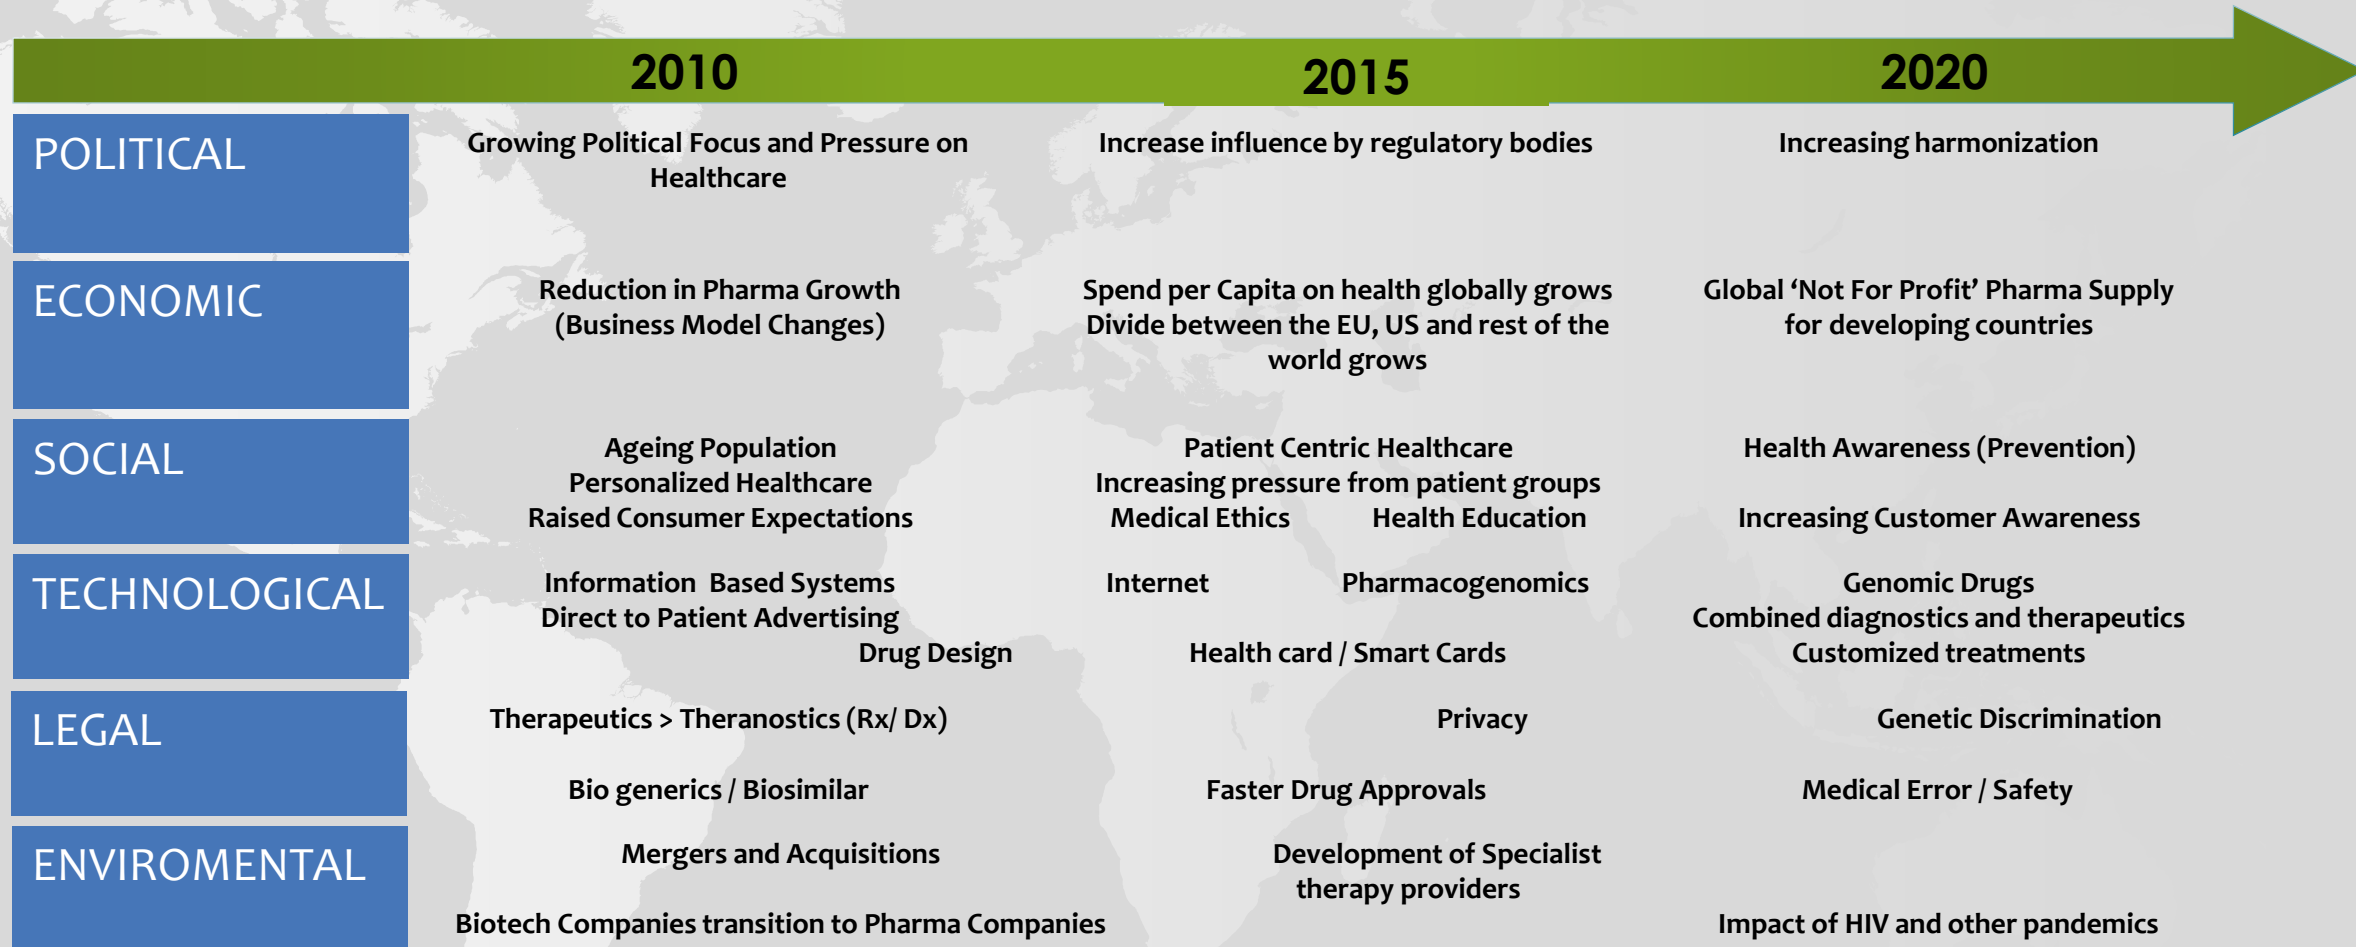 2010 2015 2020
POLITICAL
Growing Political Focus and Pressure on
Healthcare
Increase influence by regulatory bodies
Increasing harmonization
ECONOMIC
Reduction in Pharma Growth
(Business Model Changes)
Spend per Capita on health globally grows
Divide between the EU, US and rest of the
world grows
Global ‘Not For Profit’ Pharma Supply
for developing countries
SOCIAL
Ageing Population
Personalized Healthcare
Raised Consumer Expectations
Patient Centric Healthcare
Increasing pressure from patient groups
Medical Ethics Health Education
Health Awareness (Prevention)
Increasing Customer Awareness
TECHNOLOGICAL
Information Based Systems
Direct to Patient Advertising
Drug Design
Internet Pharmacogenomics
Health card / Smart Cards
Genomic Drugs
Combined diagnostics and therapeutics
Customized treatments
LEGAL
Therapeutics > Theranostics (Rx/ Dx)
Bio generics / Biosimilar
Privacy
Faster Drug Approvals
Genetic Discrimination
Medical Error / Safety
ENVIROMENTAL
Mergers and Acquisitions
Biotech Companies transition to Pharma Companies
Development of Specialist
therapy providers
Impact of HIV and other pandemics